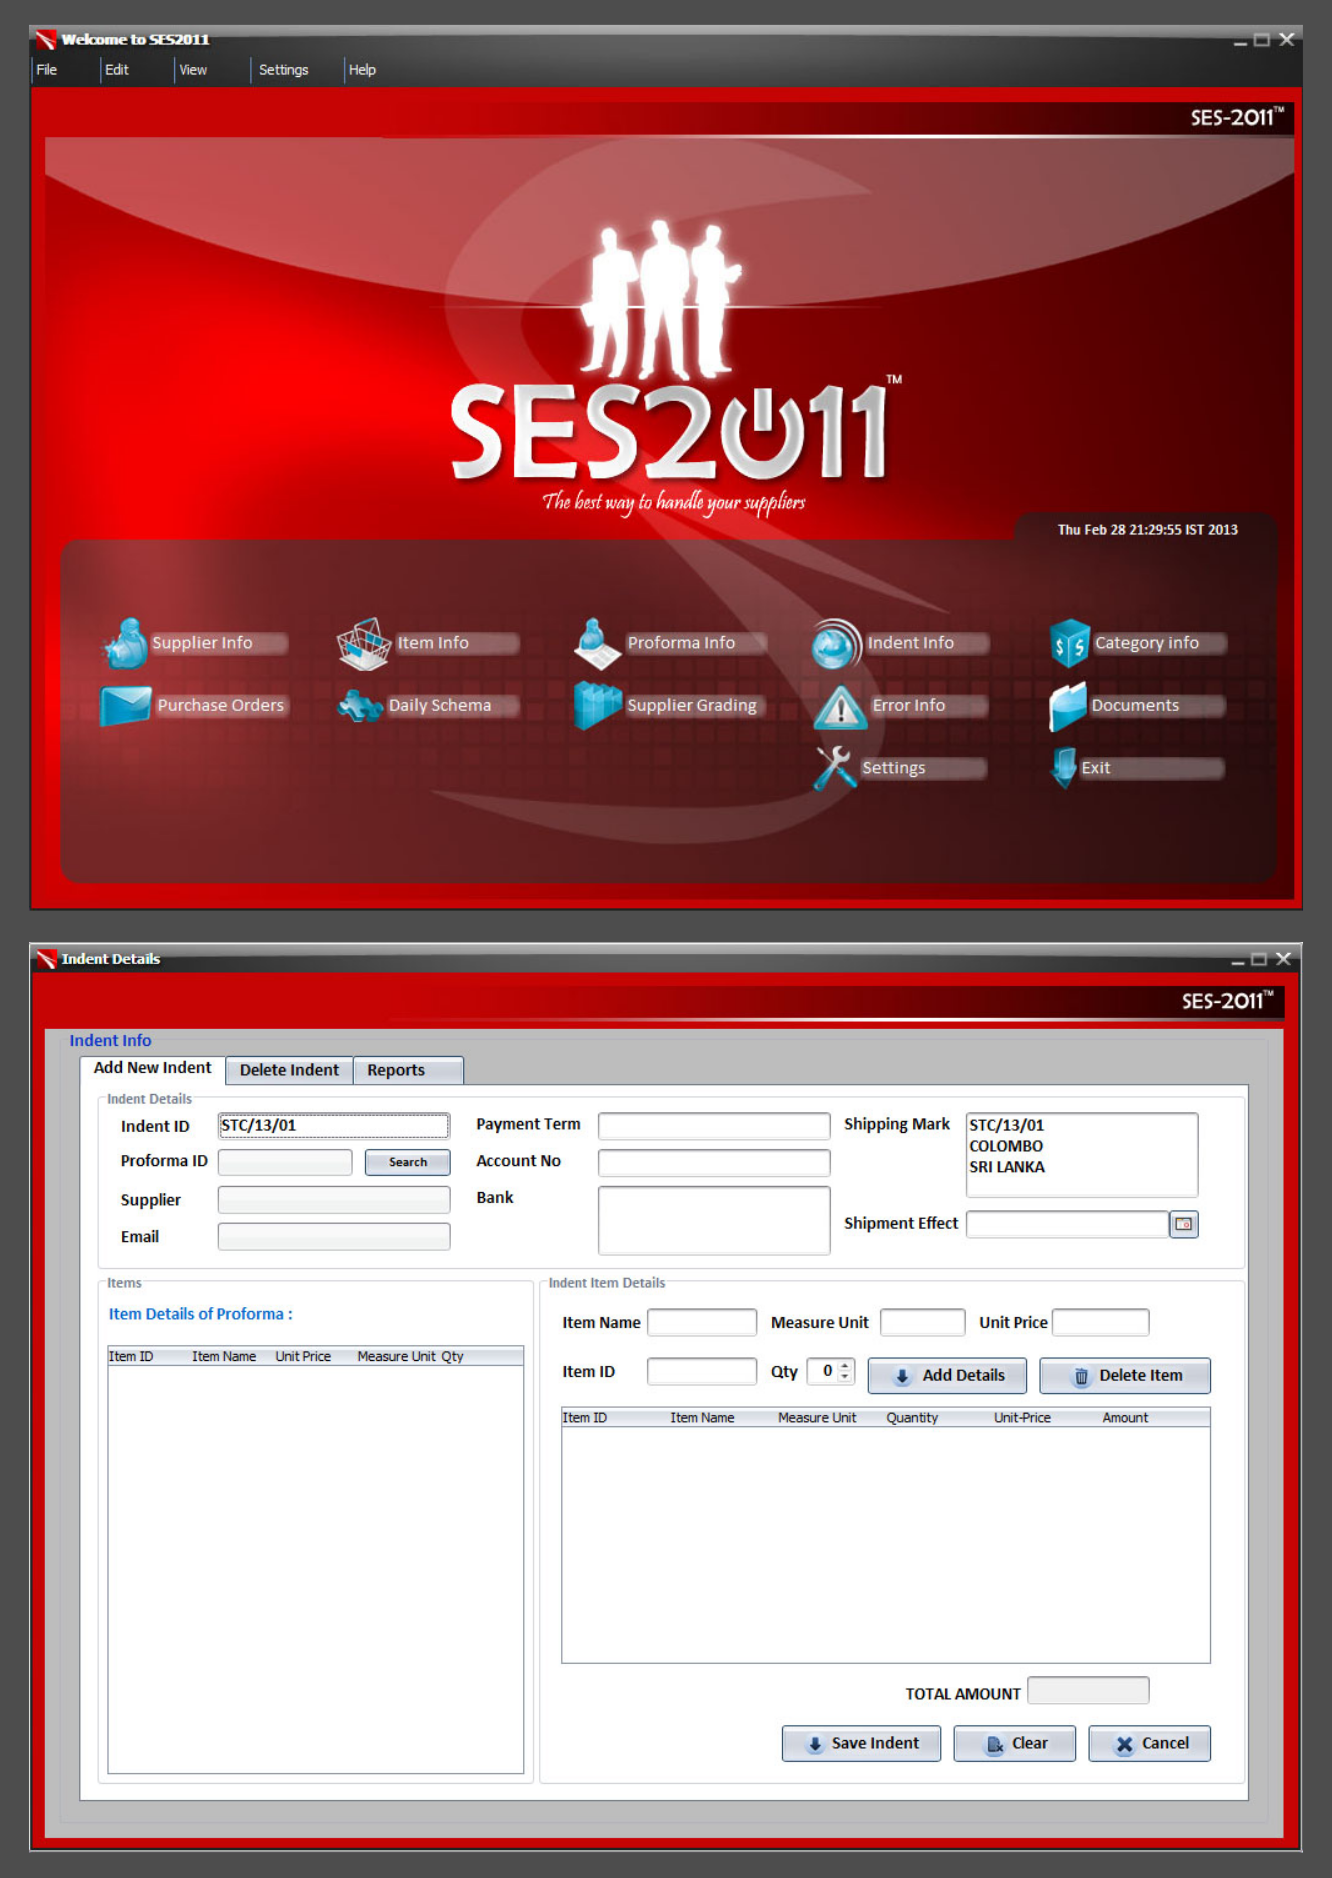 Welcome to SES2011
File Edit View Settings Help
SES-2011™
SES2011™
The best way to handle your suppliers
Thu Feb 28 21:29:55 IST 2013
Supplier Info Item Info Proforma Info Indent Info Category info
Purchase Orders Daily Schema Supplier Grading Error Info Documents
Settings Exit
Indent Details
SES-2011™
Indent Info
Add New Indent Delete Indent Reports
Indent Details
Indent ID STC/13/01 Payment Term Shipping Mark STC/13/01
COLOMBO
SRI LANKA
Proforma ID Search Account No
Supplier Bank
Email Shipment Effect
Items
Item Details of Proforma :
Item ID Item Name Unit Price Measure Unit Qty
Indent Item Details
Item Name Measure Unit Unit Price
Item ID Qty 0 Add Details Delete Item
Item ID Item Name Measure Unit Quantity Unit-Price Amount
TOTAL AMOUNT
Save Indent Clear Cancel